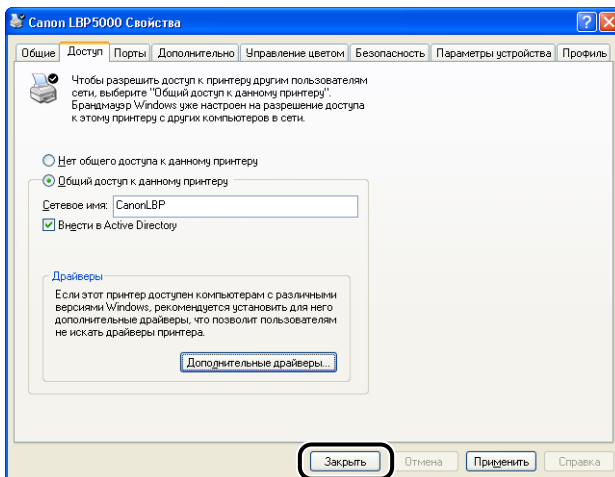 Canon LBP5000 Свойства
Общие Доступ Порты Дополнительно Управление цветом Безопасность Параметры устройства Профиль
Чтобы разрешить доступ к принтеру другим пользователям
сети, выберите "Общий доступ к данному принтеру".
Брандмауэр Windows уже настроен на разрешение доступа
к этому принтеру с других компьютеров в сети.
Нет общего доступа к данному принтеру
Общий доступ к данному принтеру
Сетевое имя: CanonLBP
Внести в Active Directory
Драйверы
Если этот принтер доступен компьютерам с различными
версиями Windows, рекомендуется установить для него
дополнительные драйверы, что позволит пользователям
не искать драйверы принтера.
Дополнительные драйверы...
Закрыть Отмена Применить Справка